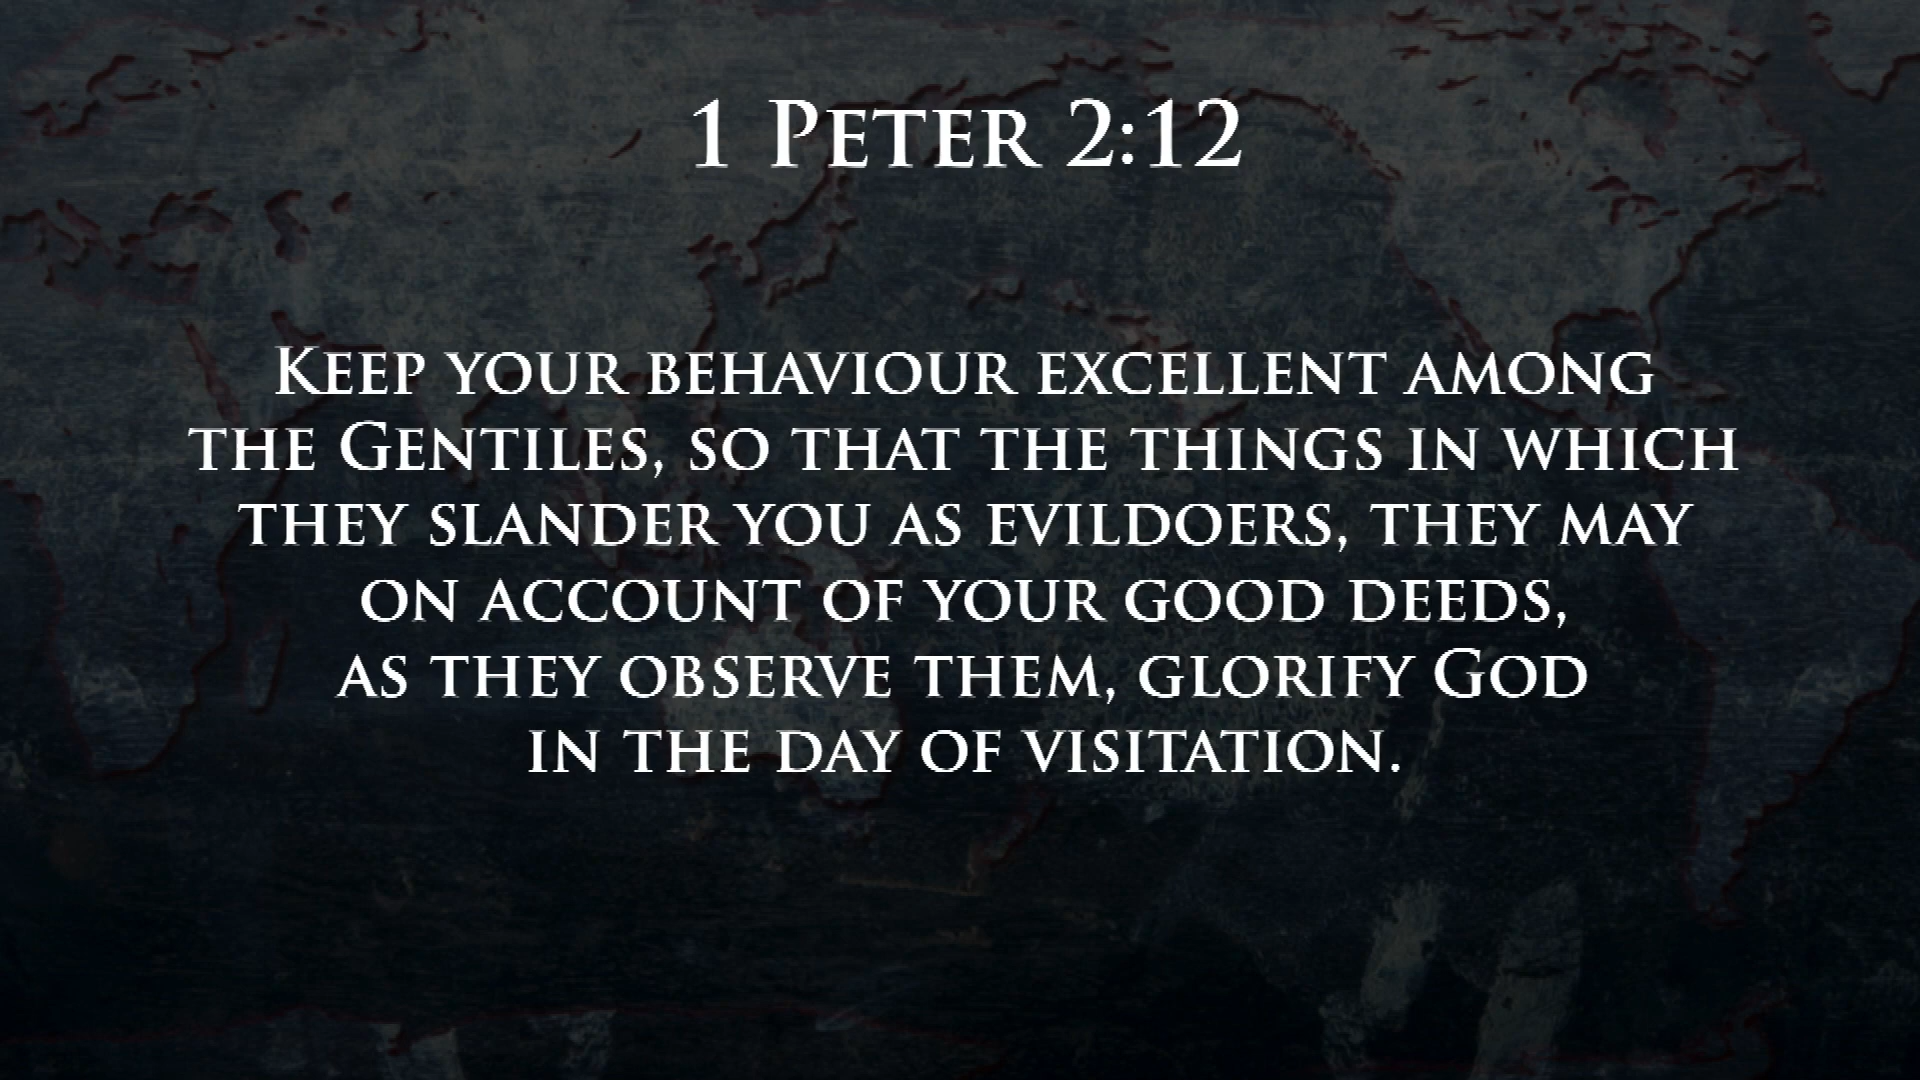 1 Peter 2:12
Keep your behaviour excellent among
the Gentiles, so that the things in which
they slander you as evildoers, they may
on account of your good deeds,
as they observe them, glorify God
in the day of visitation.